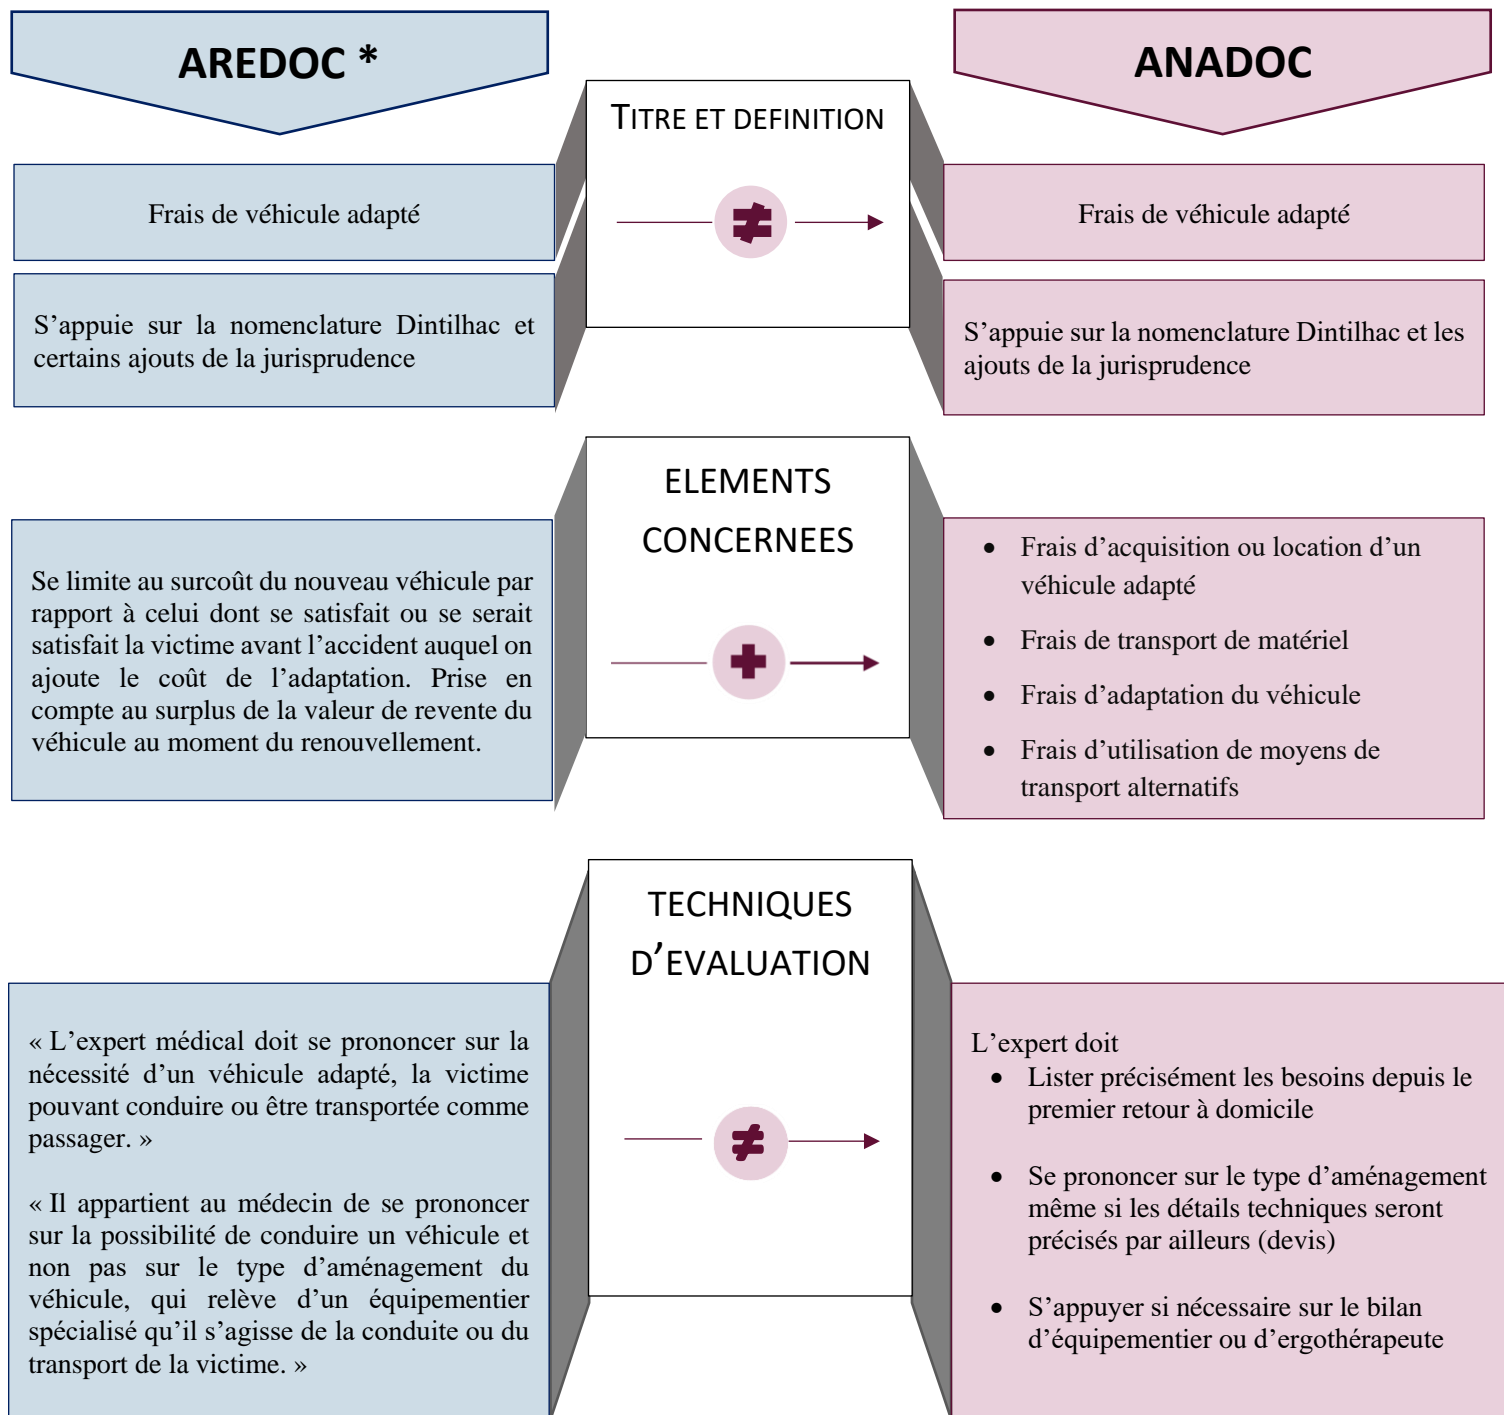 AREDOC *
ANADOC
TITRE ET DEFINITION
≠
Frais de véhicule adapté
Frais de véhicule adapté
S’appuie sur la nomenclature Dintilhac et
certains ajouts de la jurisprudence
S’appuie sur la nomenclature Dintilhac et les
ajouts de la jurisprudence
ELEMENTS
CONCERNEES
Se limite au surcoût du nouveau véhicule par
rapport à celui dont se satisfait ou se serait
satisfait la victime avant l’accident auquel on
ajoute le coût de l’adaptation. Prise en
compte au surplus de la valeur de revente du
véhicule au moment du renouvellement.
• Frais d’acquisition ou location d’un
véhicule adapté
• Frais de transport de matériel
• Frais d’adaptation du véhicule
• Frais d’utilisation de moyens de
transport alternatifs
TECHNIQUES
D’EVALUATION
≠
« L’expert médical doit se prononcer sur la
nécessité d’un véhicule adapté, la victime
pouvant conduire ou être transportée comme
passager. »
« Il appartient au médecin de se prononcer
sur la possibilité de conduire un véhicule et
non pas sur le type d’aménagement du
véhicule, qui relève d’un équipementier
spécialisé qu’il s’agisse de la conduite ou du
transport de la victime. »
L’expert doit
• Lister précisément les besoins depuis le
premier retour à domicile
• Se prononcer sur le type d’aménagement
même si les détails techniques seront
précisés par ailleurs (devis)
• S’appuyer si nécessaire sur le bilan
d’équipementier ou d’ergothérapeute